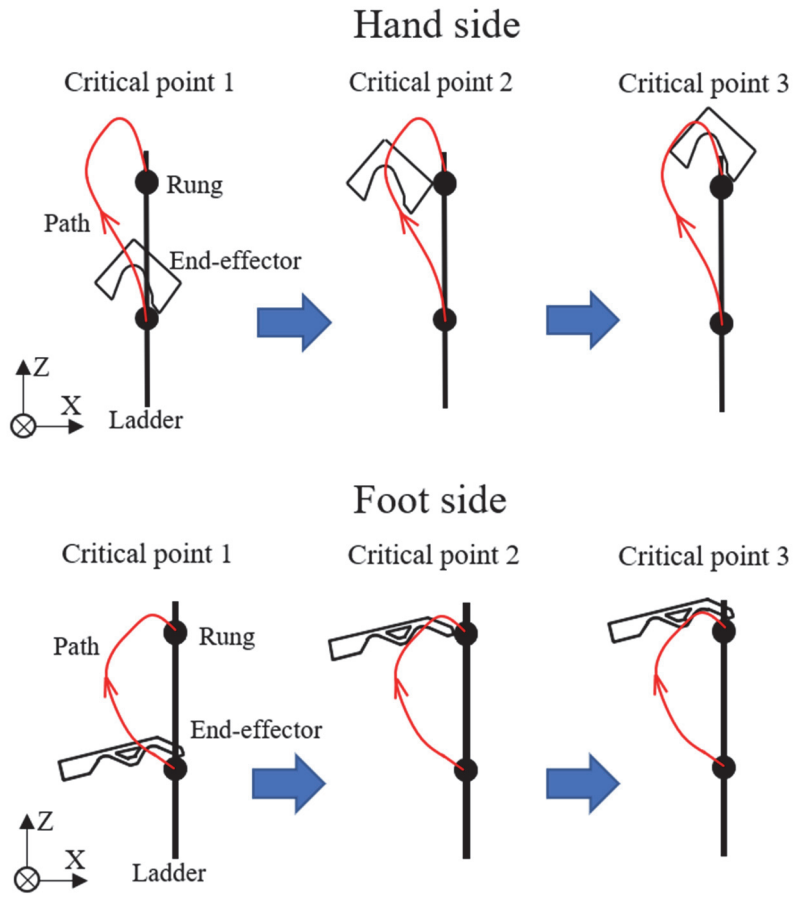 Hand side
Critical point 1
Critical point 2
Critical point 3
Rung
Path
End-effector
Z
X
Ladder
Foot side
Critical point 1
Critical point 2
Critical point 3
Path
Rung
End-effector
Z
X
Ladder